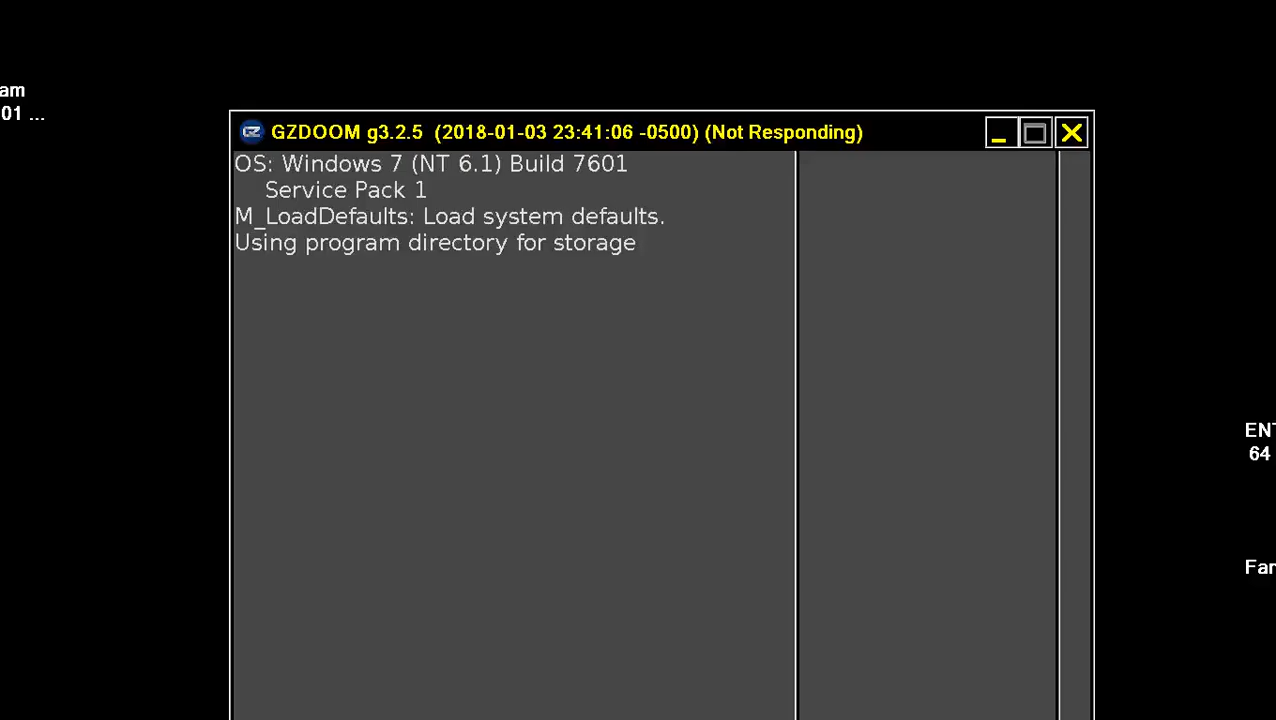 am
01 ...
GZDOOM g3.2.5 (2018-01-03 23:41:06 -0500) (Not Responding)
OS: Windows 7 (NT 6.1) Build 7601
Service Pack 1
M_LoadDefaults: Load system defaults.
Using program directory for storage
ENT
64